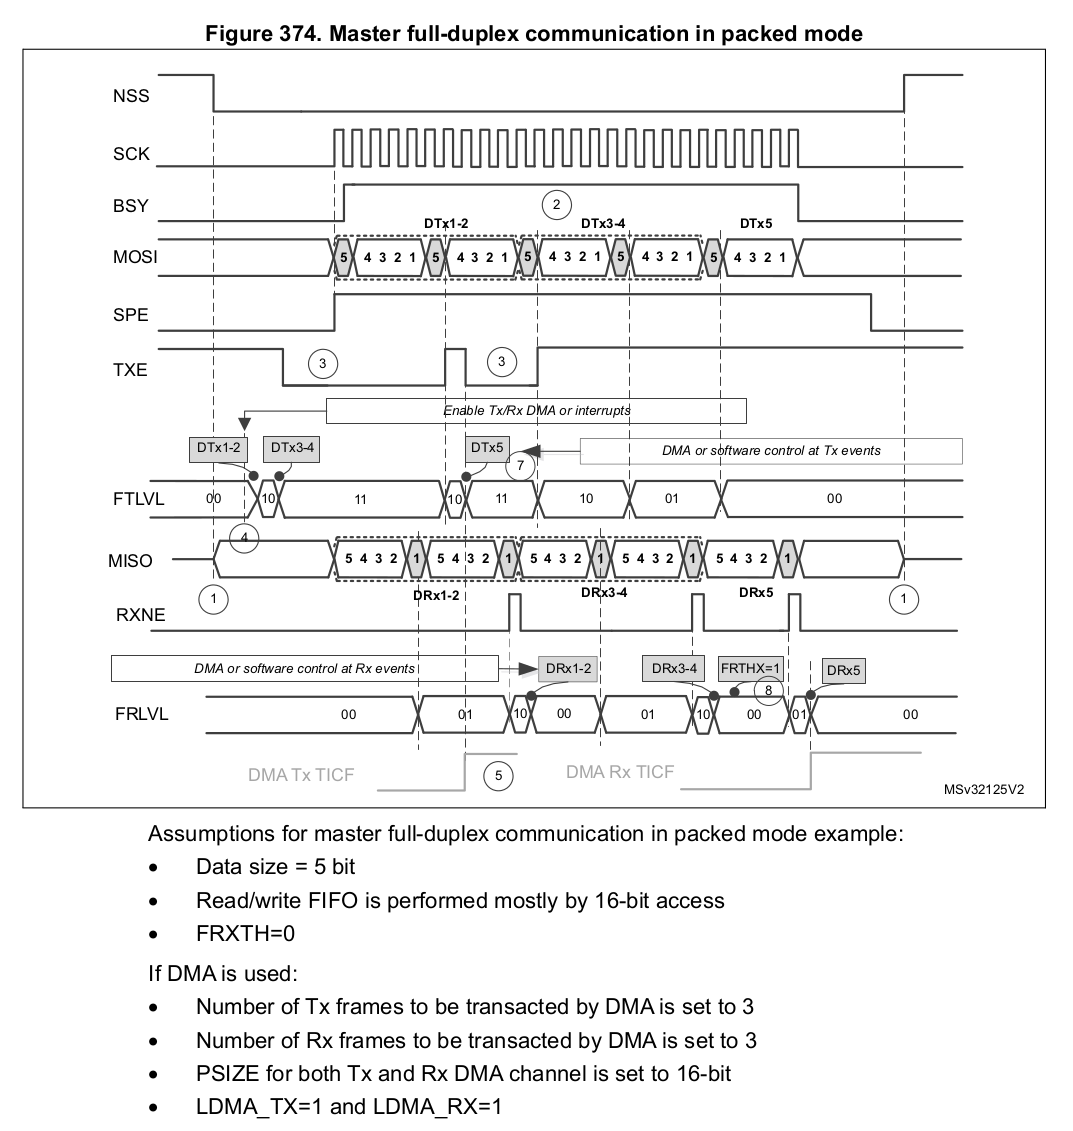 Figure 374. Master full-duplex communication in packed mode
NSS
SCK
BSY
2
DTx1-2 DTx3-4 DTx5
MOSI 5 4 3 2 1 5 4 3 2 1 5 4 3 2 1 5 4 3 2 1 5 4 3 2 1
SPE
TXE 3 3
Enable Tx/Rx DMA or interrupts
DTx1-2 DTx3-4 DTx5 DMA or software control at Tx events
7
FTLVL 00 10 11 10 11 10 01 00
4
MISO 5 4 3 2 1 5 4 3 2 1 5 4 3 2 1 5 4 3 2 1 5 4 3 2 1
1 DRx1-2 DRx3-4 DRx5 1
RXNE
DMA or software control at Rx events DRx1-2 DRx3-4 FRTHX=1 DRx5
8
FRLVL 00 01 10 00 01 10 00 01 00
DMA Tx TICF 5 DMA Rx TICF
MSv32125V2
Assumptions for master full-duplex communication in packed mode example:
• Data size = 5 bit
• Read/write FIFO is performed mostly by 16-bit access
• FRXTH=0
If DMA is used:
• Number of Tx frames to be transacted by DMA is set to 3
• Number of Rx frames to be transacted by DMA is set to 3
• PSIZE for both Tx and Rx DMA channel is set to 16-bit
• LDMA_TX=1 and LDMA_RX=1